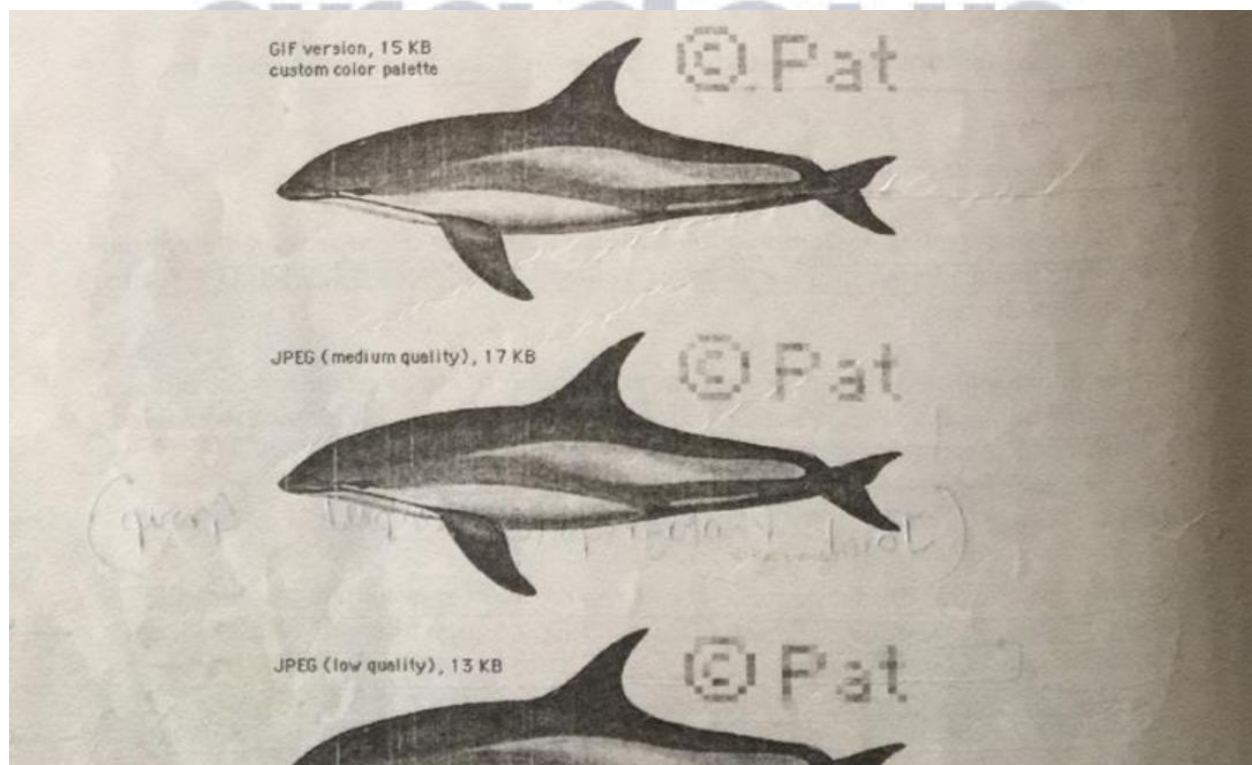 GIF version, 15 KB
custom color palette
© Pat
JPEG (medium quality), 17 KB
© Pat
JPEG (low quality), 13 KB
© Pat